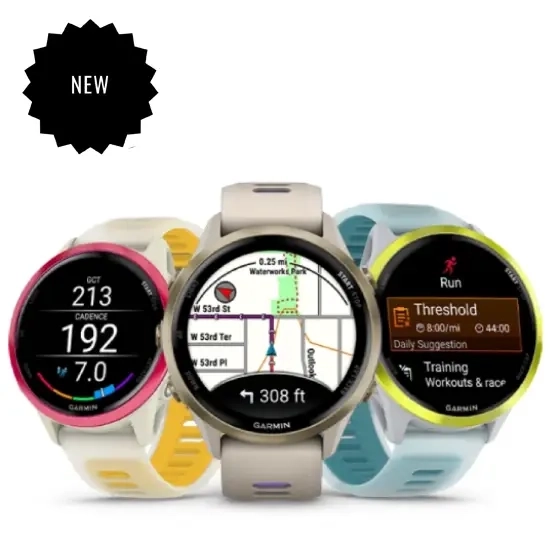 NEW
GCT
213
CADENCE
192
7.0
START
GARMIN
0.25 mi
Waterworks Park
W 53rd St
W 53rd Ter
W 53rd Pl
Outlook
308 ft
START STOP
GARMIN
Run
Threshold
8:00/mi 44:00
Daily Suggestion
Training
Workouts & race
START
GARMIN